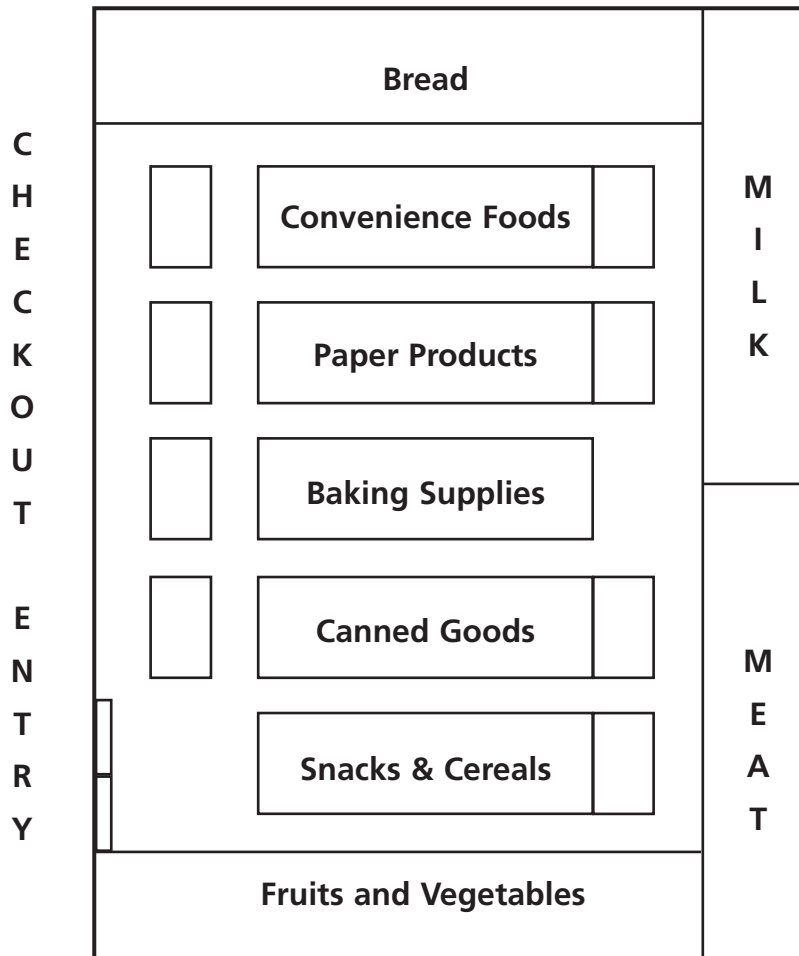 Bread
CHECKOUT
ENTRY
Convenience Foods
Paper Products
Baking Supplies
Canned Goods
Snacks & Cereals
Fruits and Vegetables
MILK
MEAT